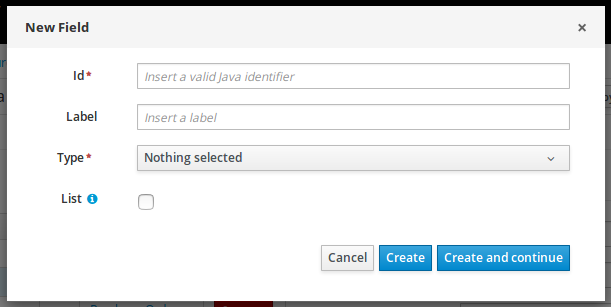 New Field ×
Id* Insert a valid Java identifier
Label Insert a label
Type* Nothing selected
List
Cancel Create Create and continue